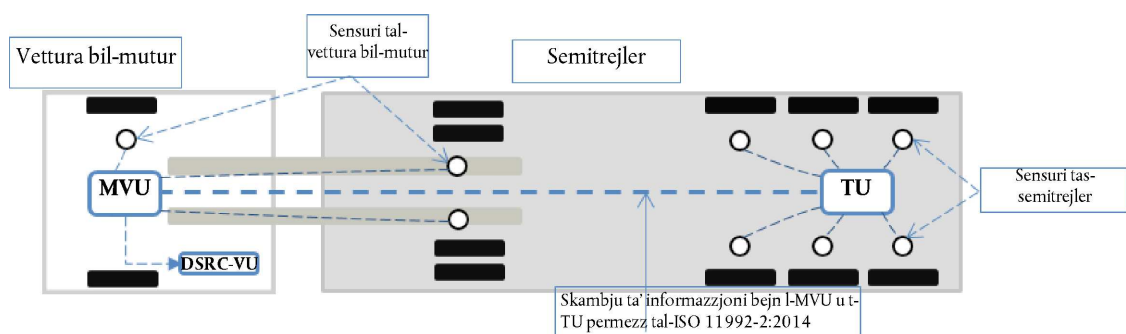 Vettura bil-mutur
Sensuri tal-
vettura bil-mutur
Semitrejler
MVU
TU
DSRC-VU
Sensuri tas-
semitrejler
Skambju ta' informazzjoni bejn l-MVU u t-
TU permezz tal-ISO 11992-2:2014